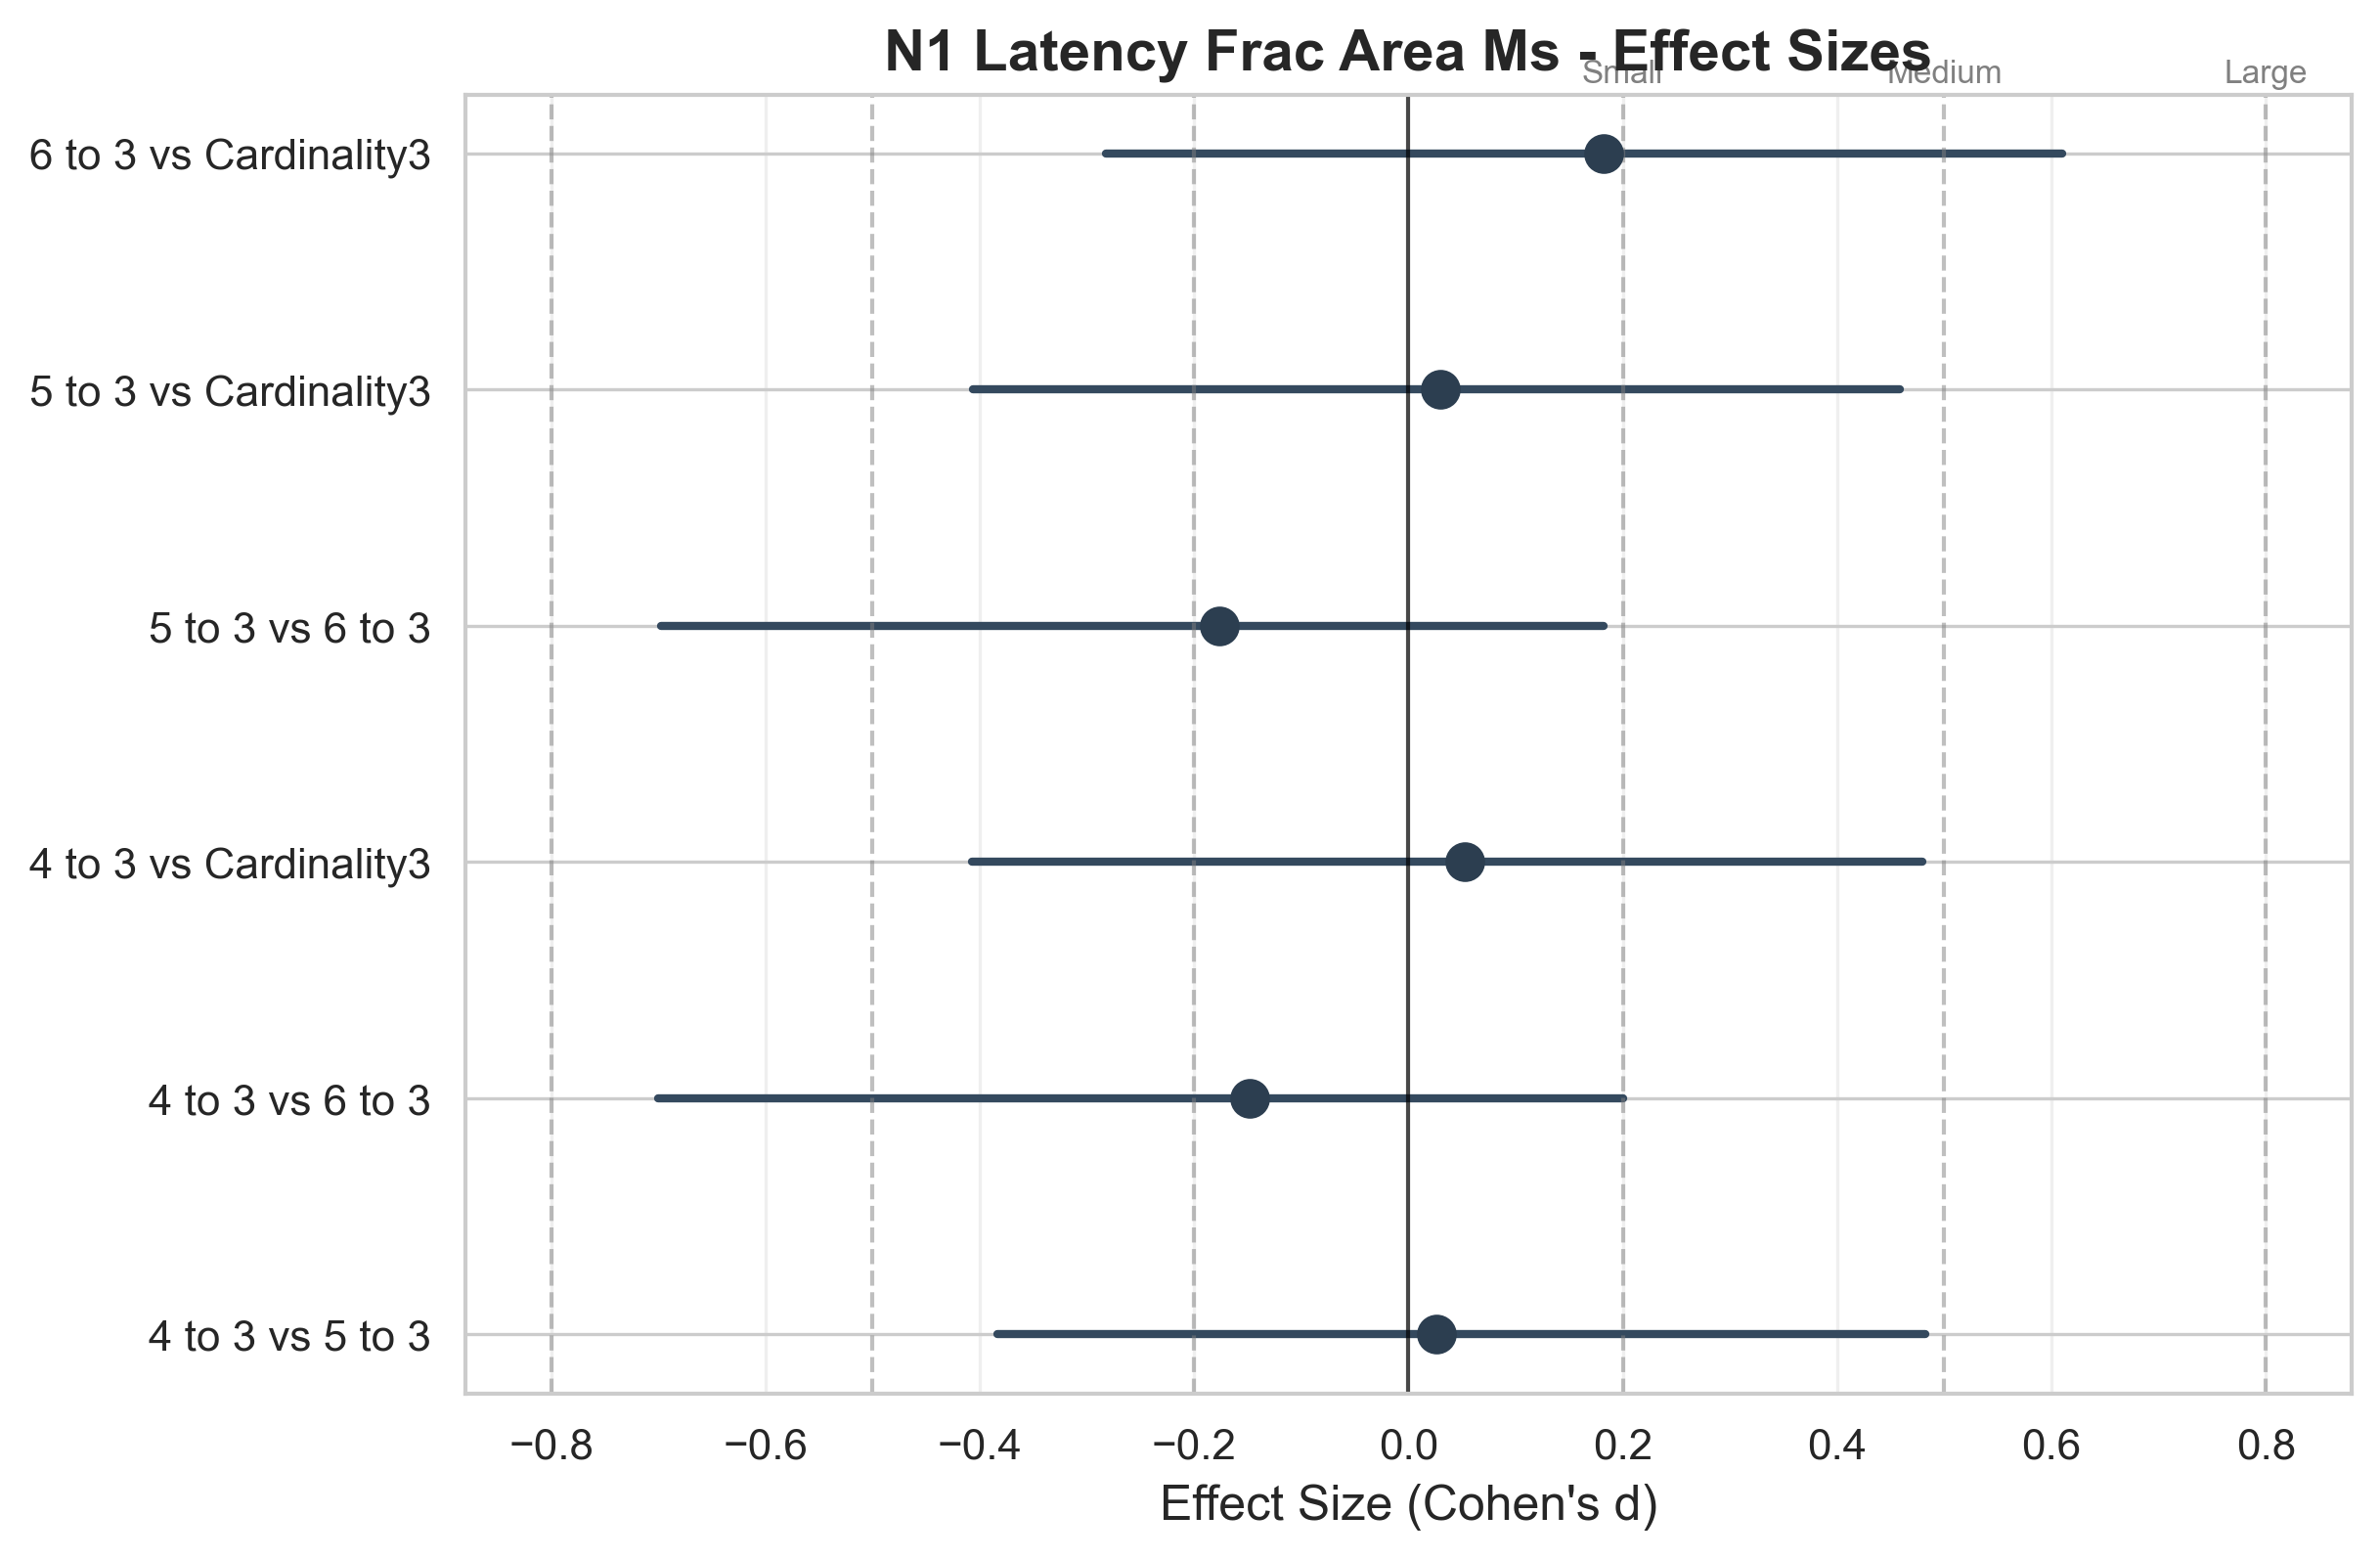 N1 Latency Frac Area Ms - Effect Sizes
Small Medium Large
6 to 3 vs Cardinality3
5 to 3 vs Cardinality3
5 to 3 vs 6 to 3
4 to 3 vs Cardinality3
4 to 3 vs 6 to 3
4 to 3 vs 5 to 3
−0.8 −0.6 −0.4 −0.2 0.0 0.2 0.4 0.6 0.8
Effect Size (Cohen's d)